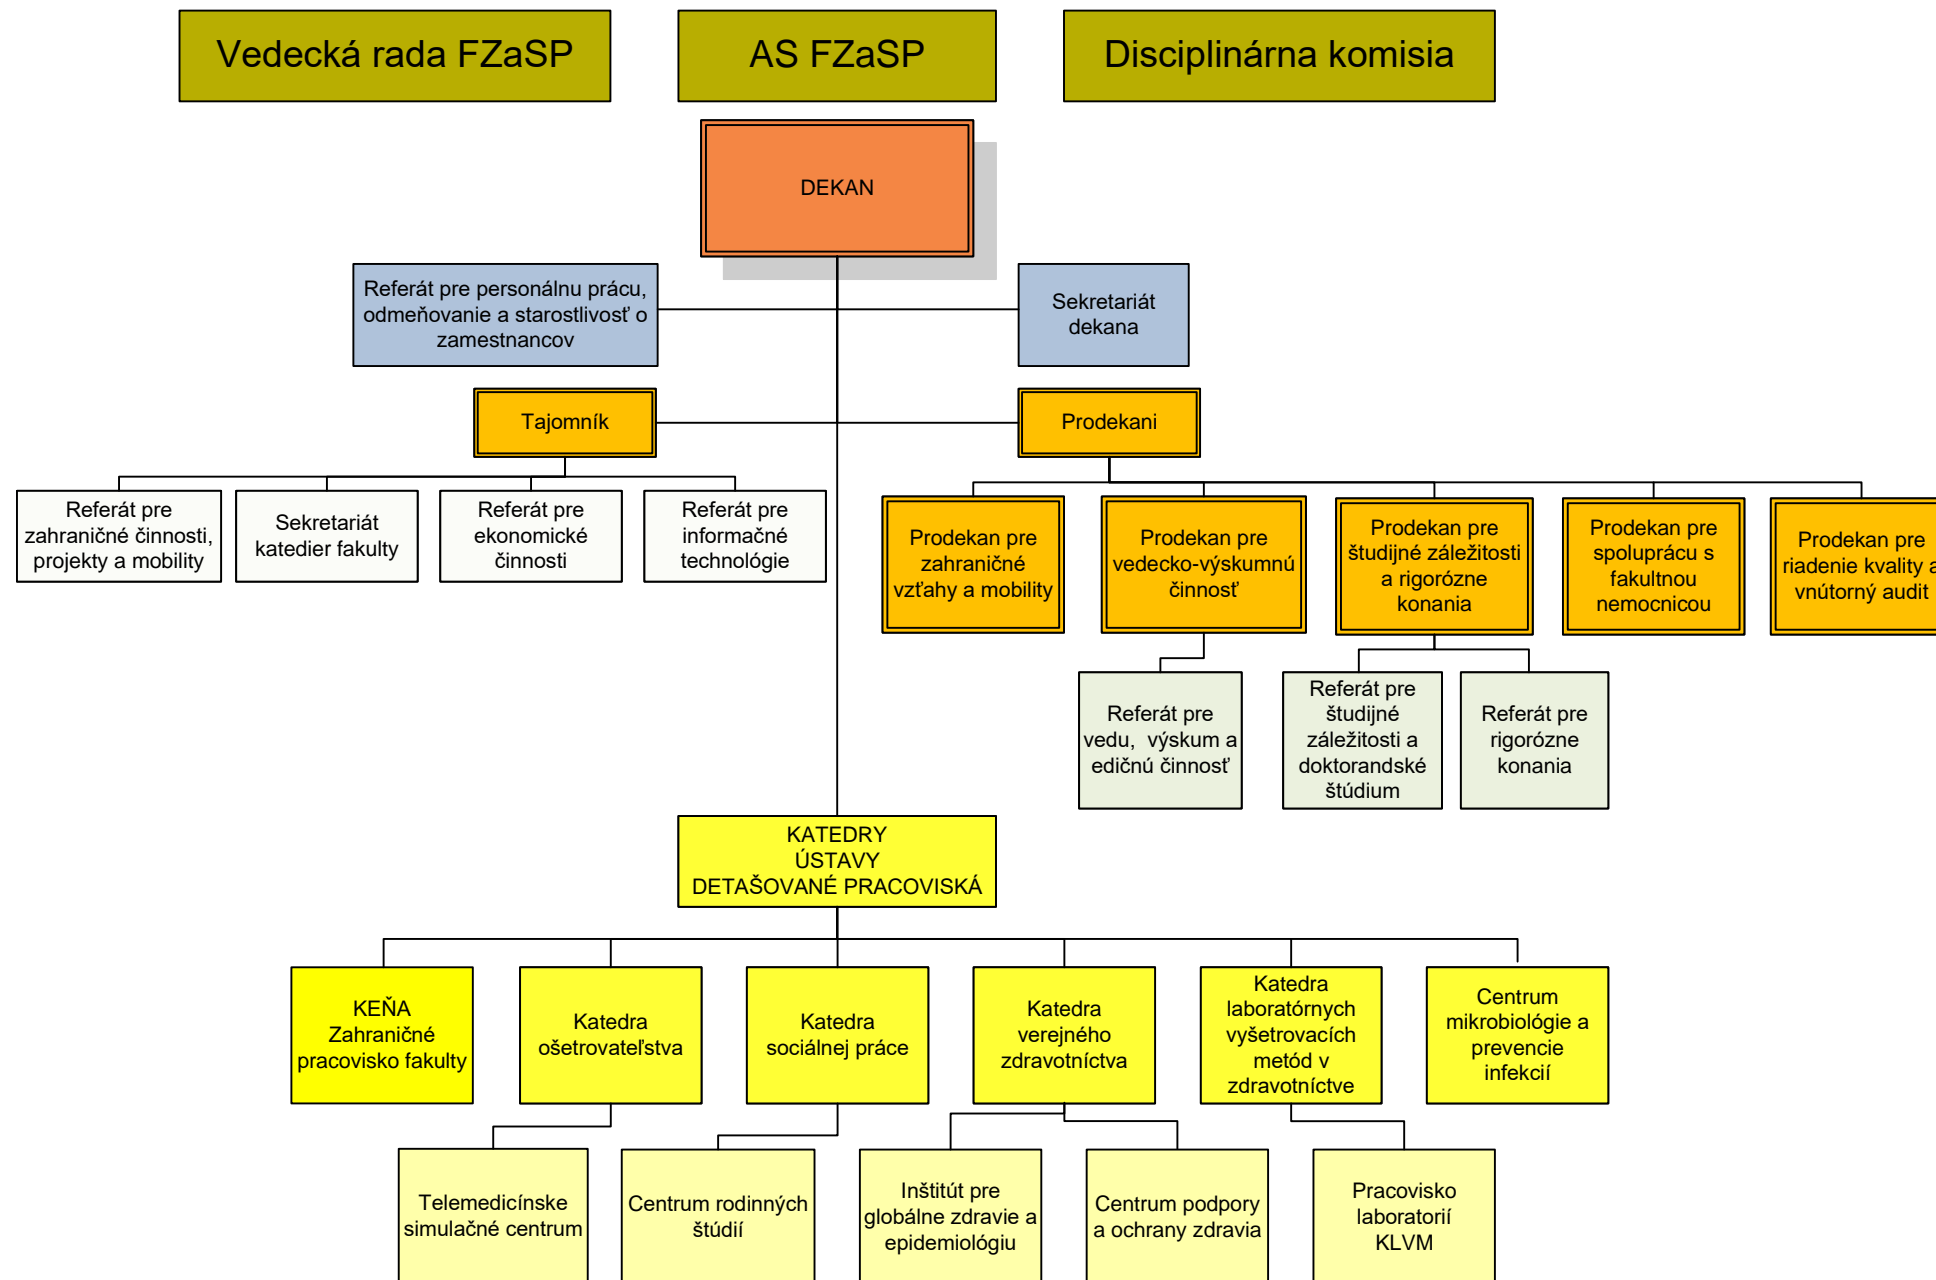 Vedecká rada FZaSP
AS FZaSP
Disciplinárna komisia
DEKAN
Referát pre personálnu prácu,
odmeňovanie a starostlivosť o
zamestnancov
Sekretariát
dekana
Tajomník
Prodekani
Referát pre
zahraničné činnosti,
projekty a mobility
Sekretariát
katedier fakulty
Referát pre
ekonomické
činnosti
Referát pre
informačné
technológie
Prodekan pre
zahraničné
vzťahy a mobility
Prodekan pre
vedecko-výskumnú
činnosť
Prodekan pre
študijné záležitosti
a rigorózne
konania
Prodekan pre
spoluprácu s
fakultnou
nemocnicou
Prodekan pre
riadenie kvality a
vnútorný audit
Referát pre
vedu, výskum a
edičnú činnosť
Referát pre
študijné
záležitosti a
doktorandské
štúdium
Referát pre
rigorózne
konania
KATEDRY
ÚSTAVY
DETAŠOVANÉ PRACOVISKÁ
KEŇA
Zahraničné
pracovisko fakulty
Katedra
ošetrovateľstva
Katedra
sociálnej práce
Katedra
verejného
zdravotníctva
Katedra
laboratórnych
vyšetrovacích
metód v
zdravotníctve
Centrum
mikrobiológie a
prevencie
infekcií
Telemedicínske
simulačné centrum
Centrum rodinných
štúdií
Inštitút pre
globálne zdravie a
epidemiológiu
Centrum podpory
a ochrany zdravia
Pracovisko
laboratorií
KLVM